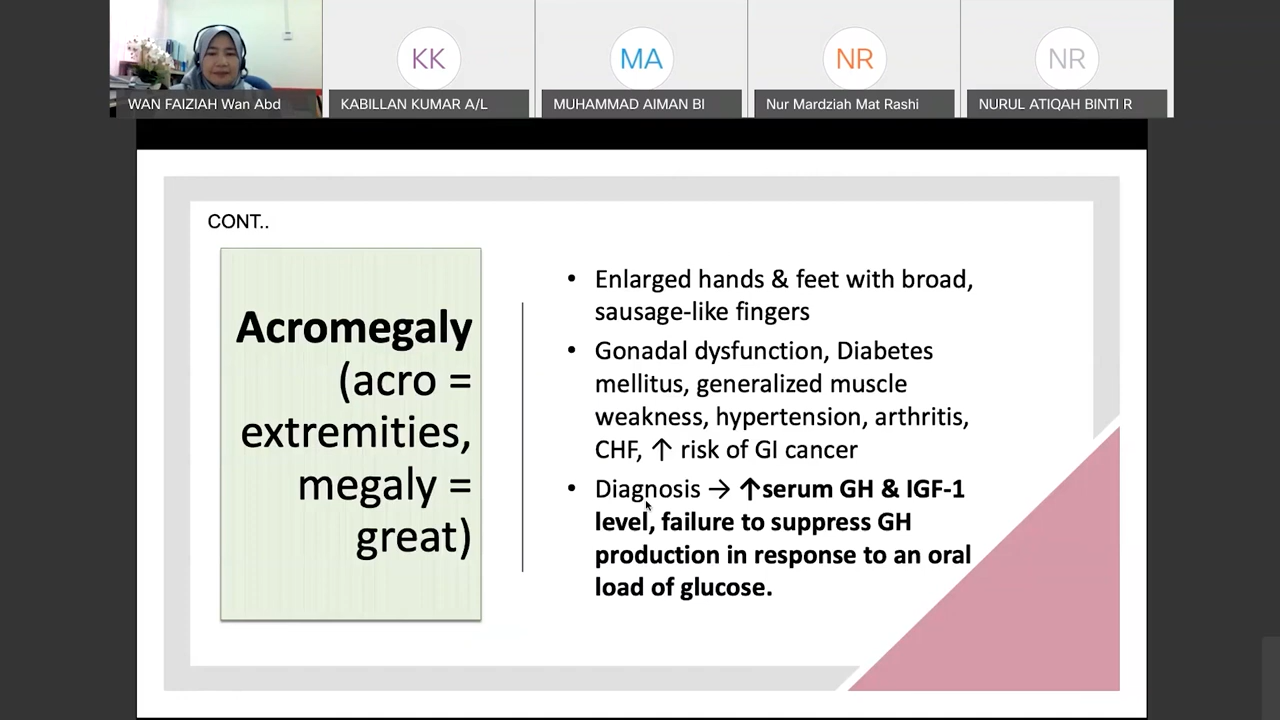 KK
MA
NR
NR
WAN FAIZIAH Wan Abd
KABILLAN KUMAR A/L
MUHAMMAD AIMAN BI
Nur Mardziah Mat Rashi
NURUL ATIQAH BINTI R
CONT..
Acromegaly
(acro =
extremities,
megaly =
great)
• Enlarged hands & feet with broad,
sausage-like fingers
• Gonadal dysfunction, Diabetes
mellitus, generalized muscle
weakness, hypertension, arthritis,
CHF, ↑ risk of GI cancer
• Diagnosis → ↑serum GH & IGF-1
level, failure to suppress GH
production in response to an oral
load of glucose.